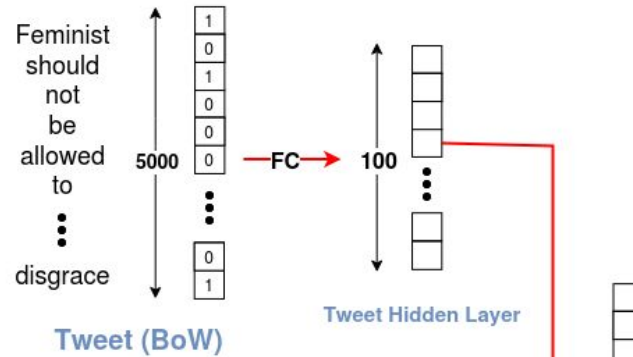 Feminist
should
not
be
allowed
to
disgrace
5000
1
0
1
0
0
0
0
1
FC
100
Tweet (BoW)
Tweet Hidden Layer